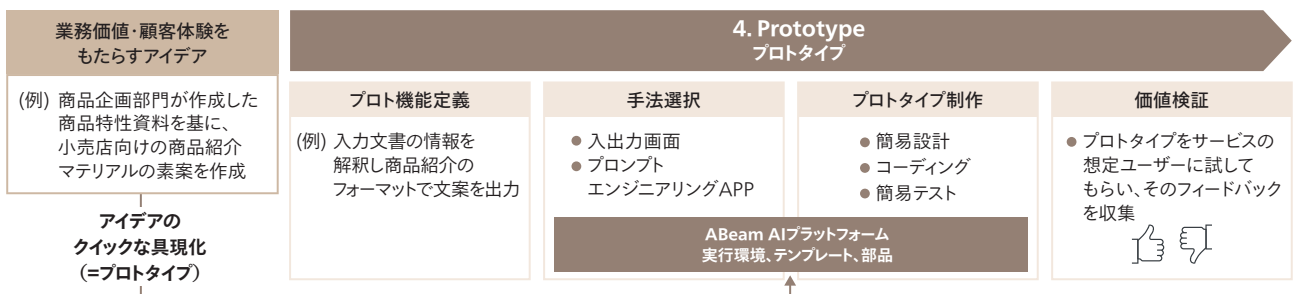 業務価値・顧客体験を
もたらすアイデア
(例) 商品企画部門が作成した
商品特性資料を基に、
小売店向けの商品紹介
マテリアルの素案を作成
アイデアの
クイックな具現化
(=プロトタイプ)
4. Prototype
プロトタイプ
プロト機能定義
(例) 入力文書の情報を
解釈し商品紹介の
フォーマットで文案を出力
手法選択
● 入出力画面
● プロンプト
エンジニアリングAPP
プロトタイプ制作
● 簡易設計
● コーディング
● 簡易テスト
ABeam AIプラットフォーム
実行環境、テンプレート、部品
価値検証
● プロトタイプをサービスの
想定ユーザーに試して
もらい、そのフィードバック
を収集